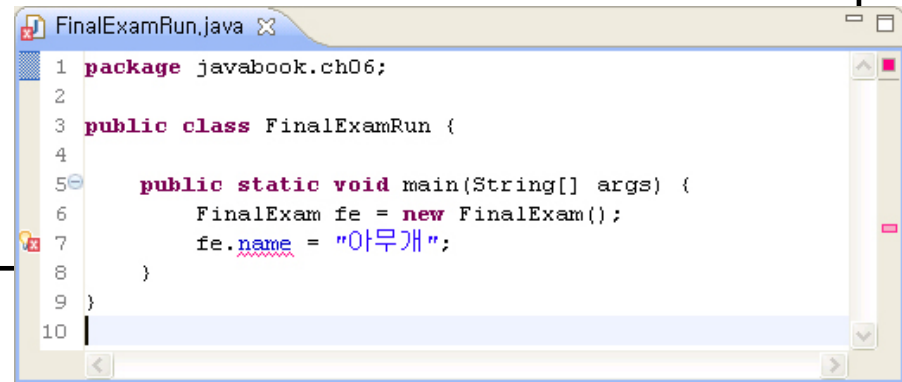 FinalExamRun.java
1 package javabook.ch06;
2
3 public class FinalExamRun {
4
5 public static void main(String[] args) {
6 FinalExam fe = new FinalExam();
7 fe.name = "아무개";
8 }
9 }
10